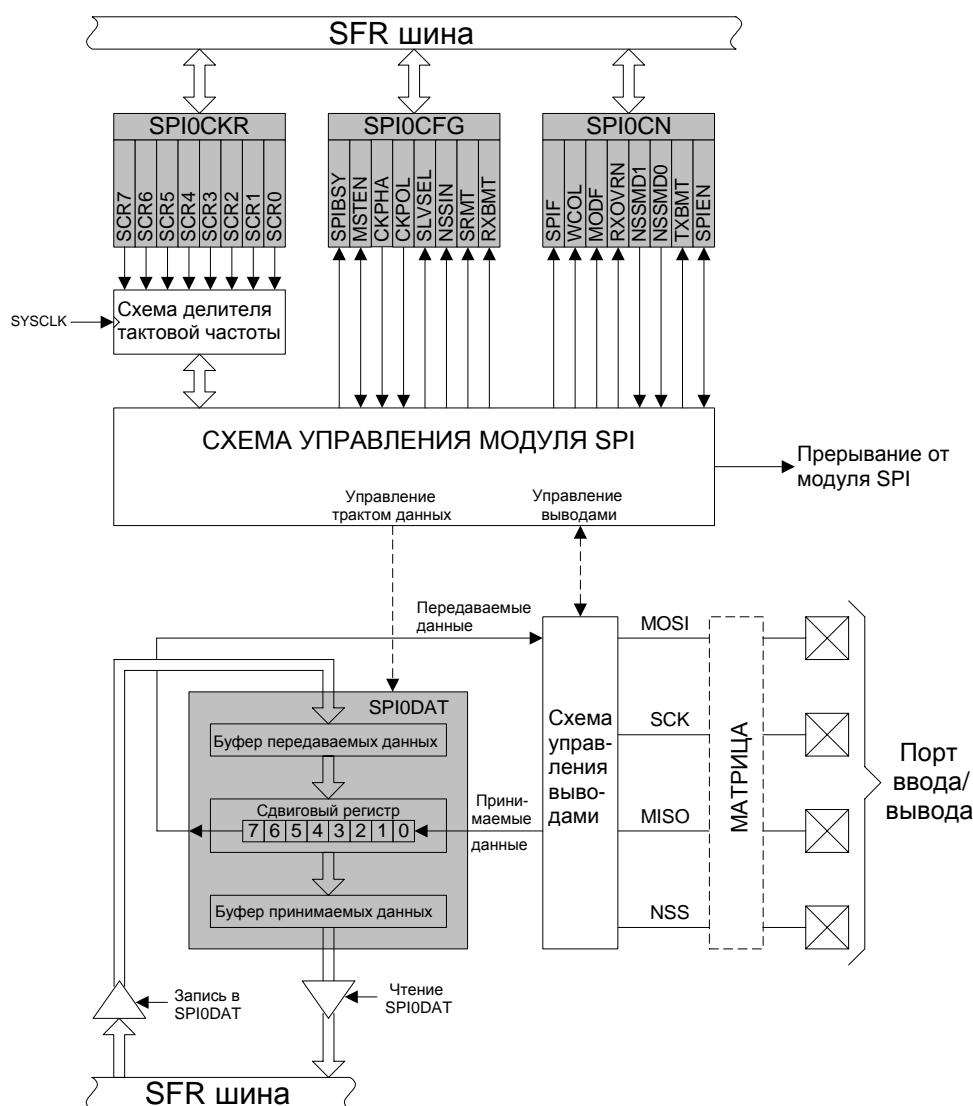 SFR шина
SPI0CKR
SPI0CFG
SPI0CN
SCR7
SCR6
SCR5
SCR4
SCR3
SCR2
SCR1
SCR0
SPIBSY
MSTEN
CKPHA
CKPOL
SLVSEL
NSSIN
SRMT
RXBMT
SPIF
WCOL
MODF
RXOVRN
NSSMD1
NSSMD0
TXBMT
SPIEN
SYSCLK
Схема делителя
тактовой частоты
СХЕМА УПРАВЛЕНИЯ МОДУЛЯ SPI
Прерывание от
модуля SPI
Управление
трактом данных
Управление
выводами
Передаваемые
данные
MOSI
SPI0DAT
Буфер передаваемых данных
Схема
управ-
ления
выво-
дами
SCK
МАТРИЦА
Порт
ввода/
вывода
Сдвиговый регистр
7 6 5 4 3 2 1 0
Прини-
маемые
данные
MISO
Буфер принимаемых данных
NSS
Запись в
SPI0DAT
Чтение
SPI0DAT
SFR шина